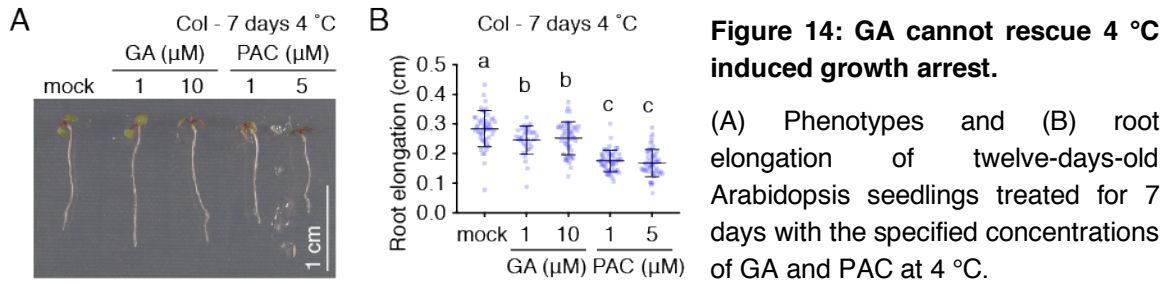 A
Col - 7 days 4 ˚C
GA (µM) PAC (µM)
mock 1 10 1 5
1 cm
B
Col - 7 days 4 ˚C
Root elongation (cm)
0.5
0.4
0.3
0.2
0.1
0.0
a
b
b
c
c
mock 1 10 1 5
GA (µM) PAC (µM)
Figure 14: GA cannot rescue 4 °C
induced growth arrest.
(A) Phenotypes and (B) root
elongation of twelve-days-old
Arabidopsis seedlings treated for 7
days with the specified concentrations
of GA and PAC at 4 °C.